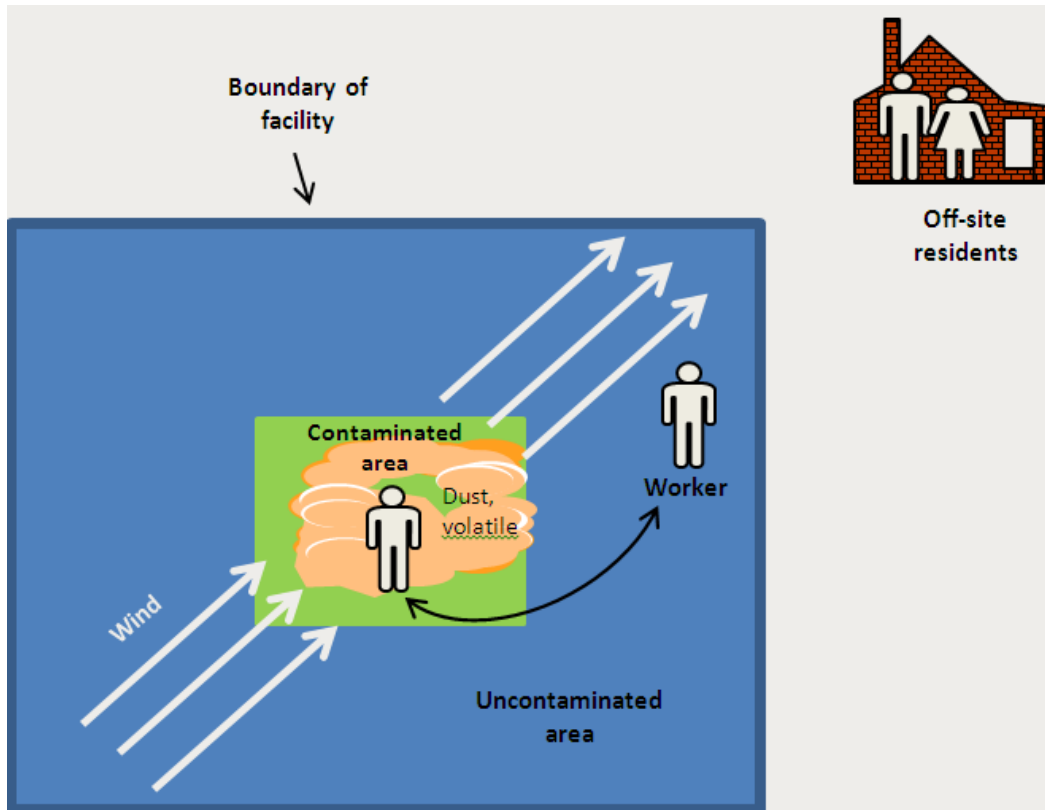 Boundary of
facility
Off-site
residents
Contaminated
area
Dust,
volatile
Worker
Wind
Uncontaminated
area